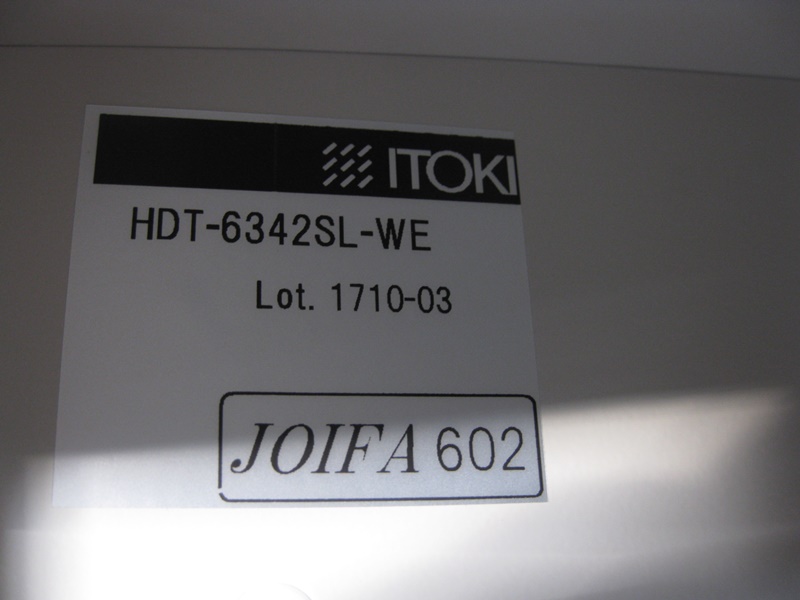 ITOKI
HDT-6342SL-WE
Lot. 1710-03
JOIFA 602